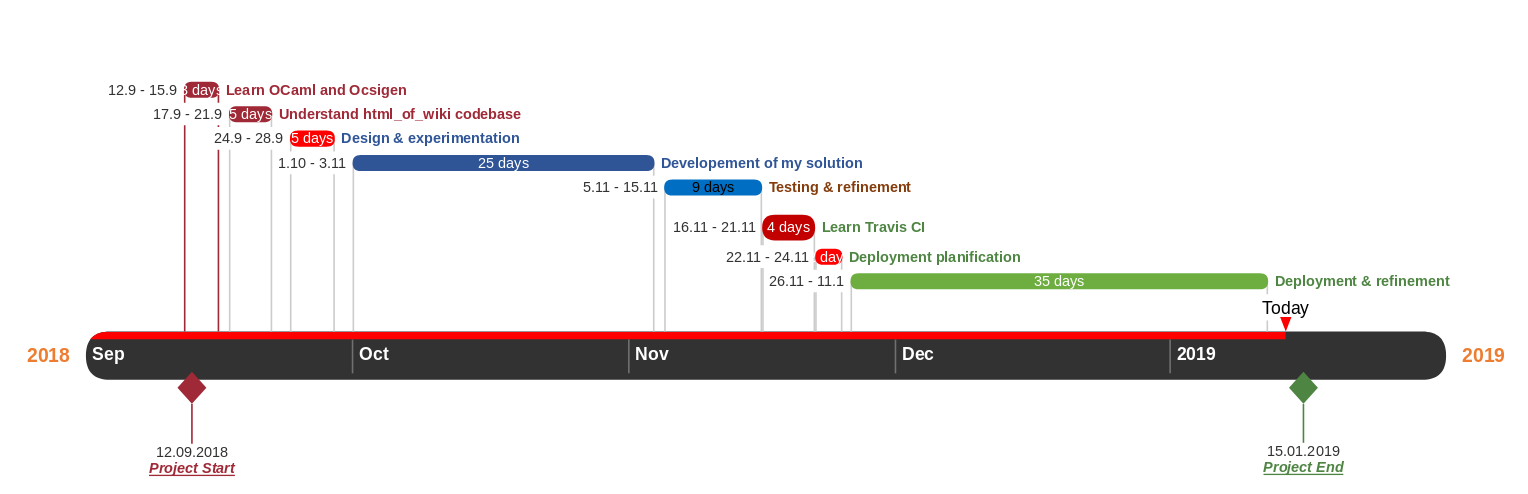 12.9 - 15.9 3 days Learn OCaml and Ocsigen
17.9 - 21.9 5 days Understand html_of_wiki codebase
24.9 - 28.9 5 days Design & experimentation
1.10 - 3.11 25 days Developement of my solution
5.11 - 15.11 9 days Testing & refinement
16.11 - 21.11 4 days Learn Travis CI
22.11 - 24.11 day Deployment planification
26.11 - 11.1 35 days Deployment & refinement
Today
2018 Sep Oct Nov Dec 2019 2019
12.09.2018 15.01.2019
Project Start Project End